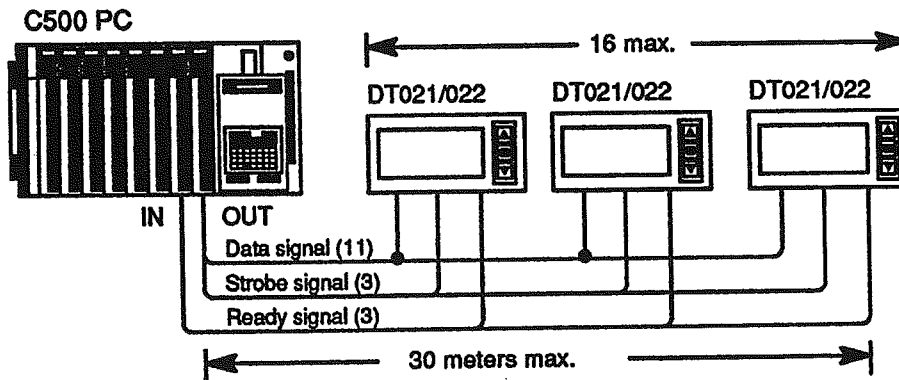 C500 PC
16 max.
DT021/022
DT021/022
DT021/022
IN
OUT
Data signal (11)
Strobe signal (3)
Ready signal (3)
30 meters max.